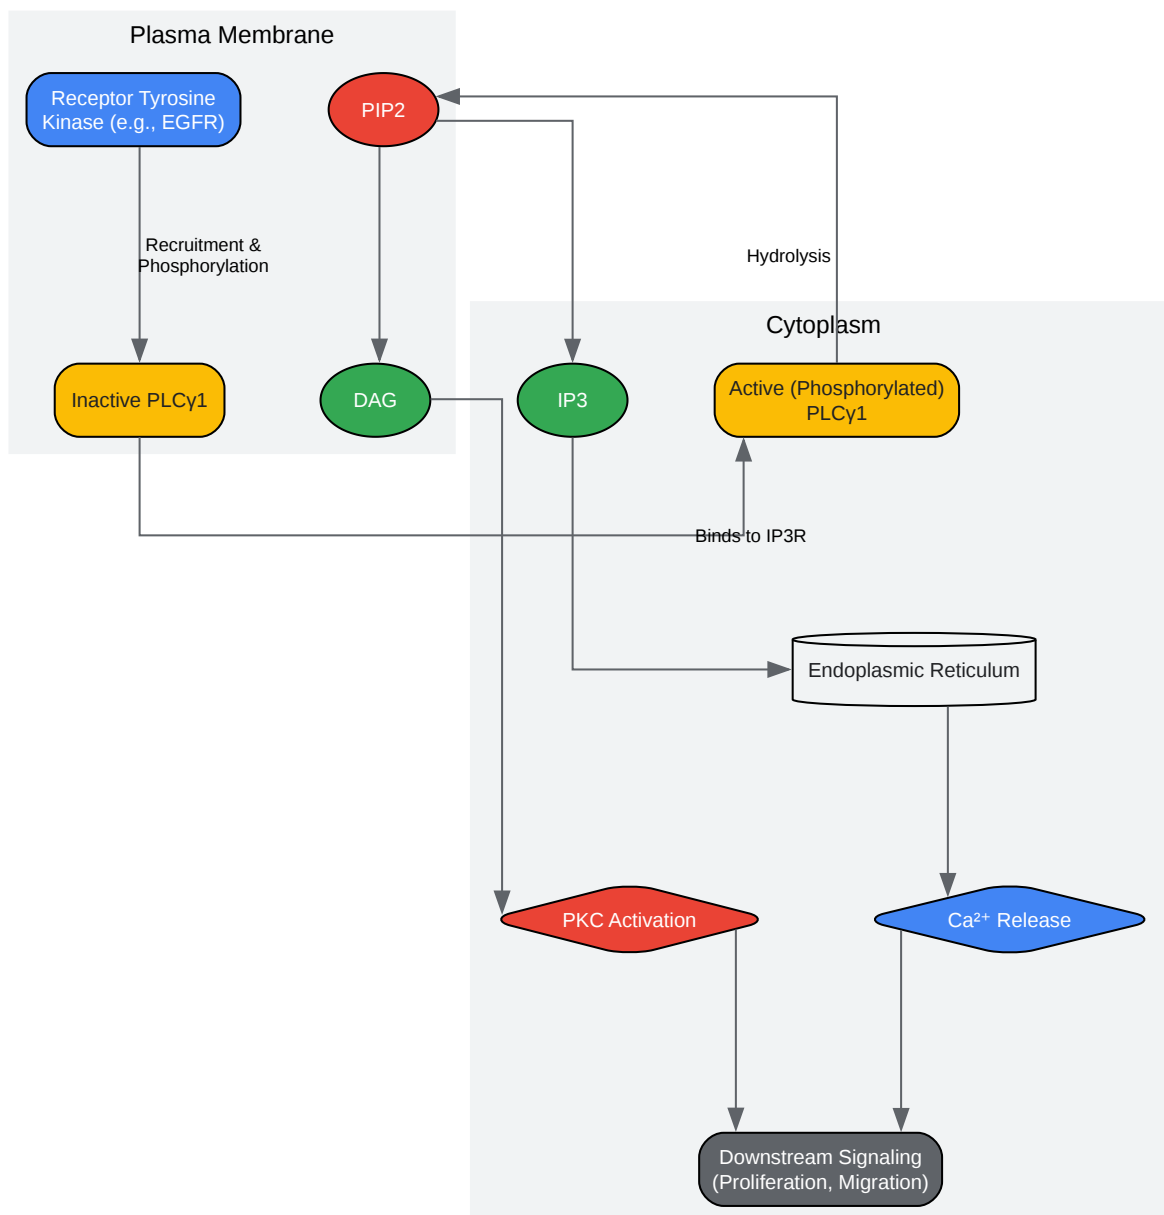 Plasma Membrane
Receptor Tyrosine
Kinase (e.g., EGFR)
PIP2
Recruitment &
Phosphorylation
Hydrolysis
Cytoplasm
Inactive PLCγ1
DAG
IP3
Active (Phosphorylated)
PLCγ1
Binds to IP3R
Endoplasmic Reticulum
PKC Activation
Ca²⁺ Release
Downstream Signaling
(Proliferation, Migration)